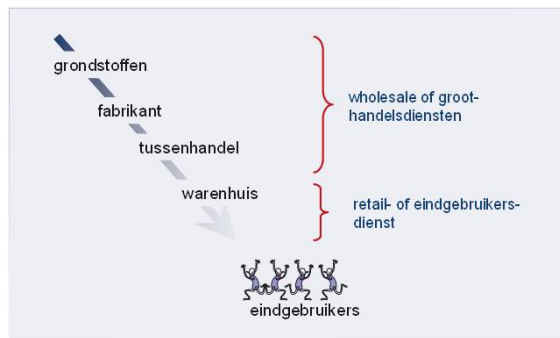 grondstoffen
fabrikant
tussenhandel
warenhuis
eindgebruikers
wholesale of groot-
handelsdiensten
retail- of eindgebruikers-
dienst